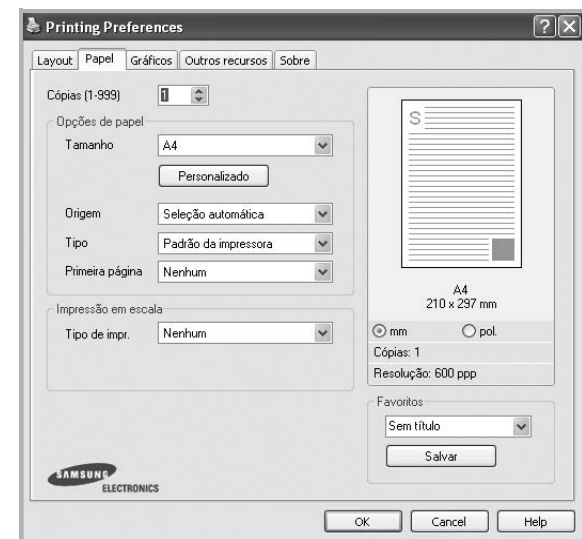 Printing Preferences
Layout Papel Gráficos Outros recursos Sobre
Cópias (1-999) 1
Opções de papel
Tamanho A4
Personalizado
Origem Seleção automática
Tipo Padrão da impressora
Primeira página Nenhum
Impressão em escala
Tipo de impr. Nenhum
SAMSUNG
ELECTRONICS
S
A4
210 x 297 mm
mm pol.
Cópias: 1
Resolução: 600 ppp
Favoritos
Sem título
Salvar
OK Cancel Help